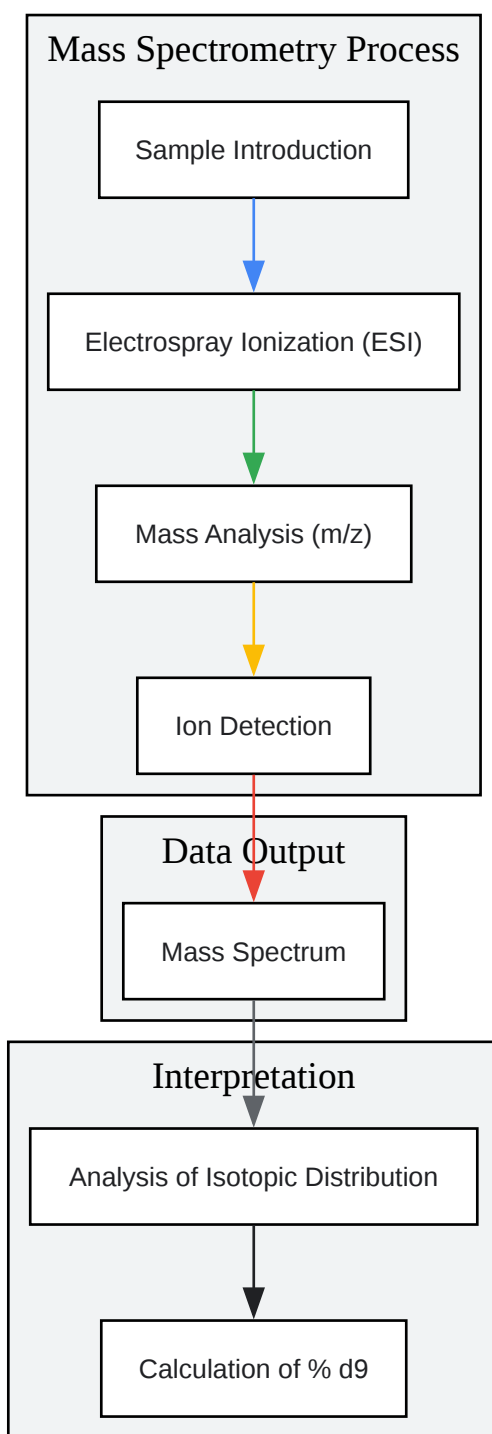 Mass Spectrometry Process
Sample Introduction
Electrospray Ionization (ESI)
Mass Analysis (m/z)
Ion Detection
Data Output
Mass Spectrum
Interpretation
Analysis of Isotopic Distribution
Calculation of % d9